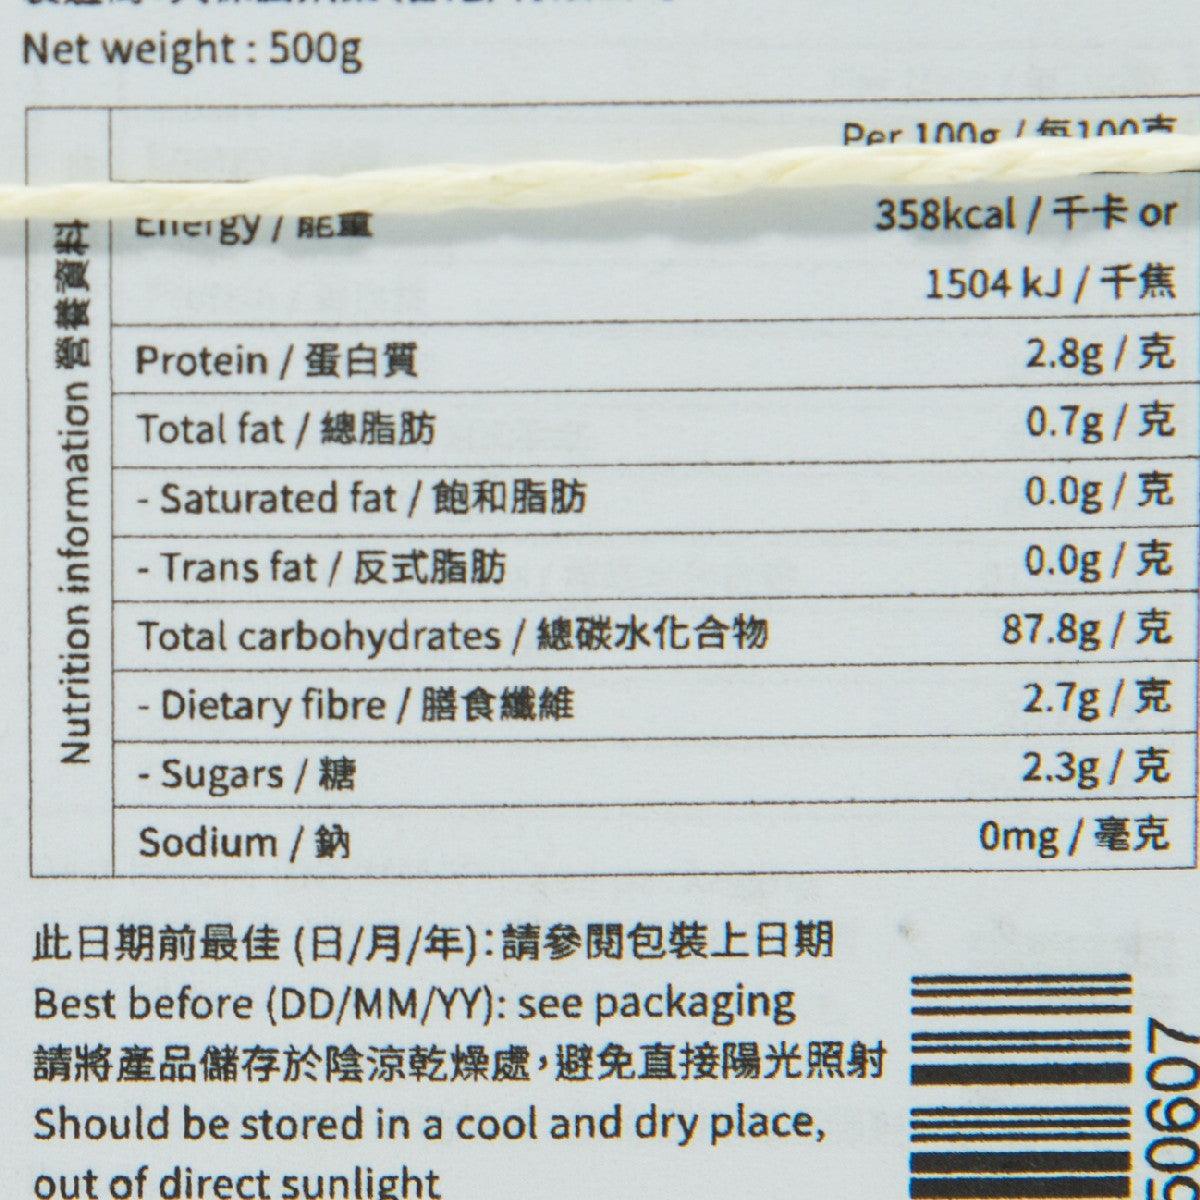 Net weight : 500g
Per 100g / 每100克
Energy / 能量
358kcal / 千卡 or
1504 kJ / 千焦
Nutrition information 營養資料
Protein / 蛋白質 2.8g / 克
Total fat / 總脂肪 0.7g / 克
- Saturated fat / 飽和脂肪 0.0g / 克
- Trans fat / 反式脂肪 0.0g / 克
Total carbohydrates / 總碳水化合物 87.8g / 克
- Dietary fibre / 膳食纖維 2.7g / 克
- Sugars / 糖 2.3g / 克
Sodium / 鈉 0mg / 毫克
此日期前最佳 (日/月/年):請參閱包裝上日期
Best before (DD/MM/YY): see packaging
請將產品儲存於陰涼乾燥處,避免直接陽光照射
Should be stored in a cool and dry place,
out of direct sunlight
50607